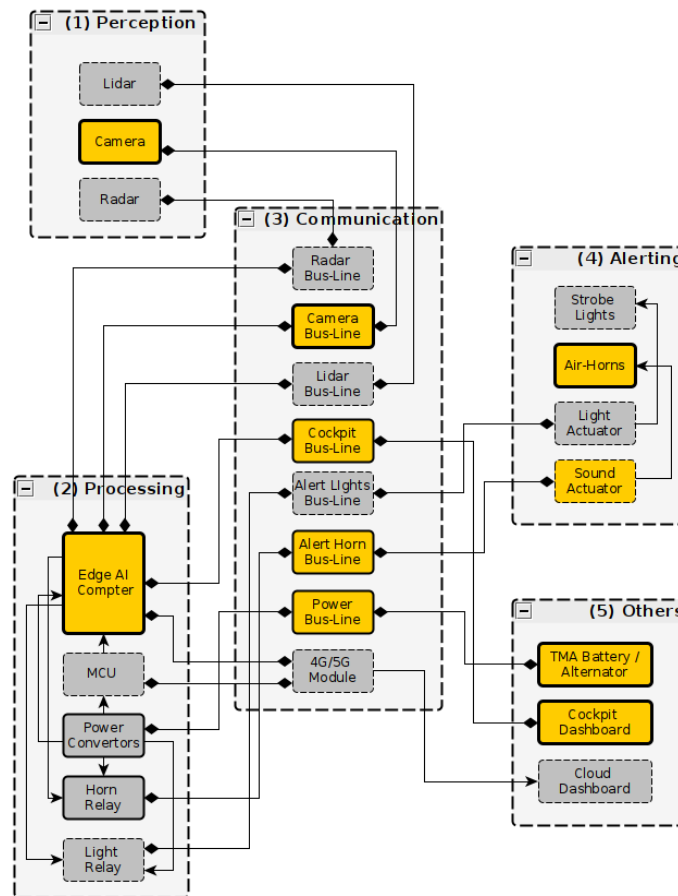 (1) Perception
Lidar
Camera
Radar
(3) Communication
Radar
Bus-Line
Camera
Bus-Line
Lidar
Bus-Line
Cockpit
Bus-Line
Alert LIghts
Bus-Line
Alert Horn
Bus-Line
Power
Bus-Line
4G/5G
Module
(4) Alerting
Strobe
Lights
Air-Horns
Light
Actuator
Sound
Actuator
(2) Processing
Edge AI
Compter
MCU
Power
Convertors
Horn
Relay
Light
Relay
(5) Others
TMA Battery /
Alternator
Cockpit
Dashboard
Cloud
Dashboard